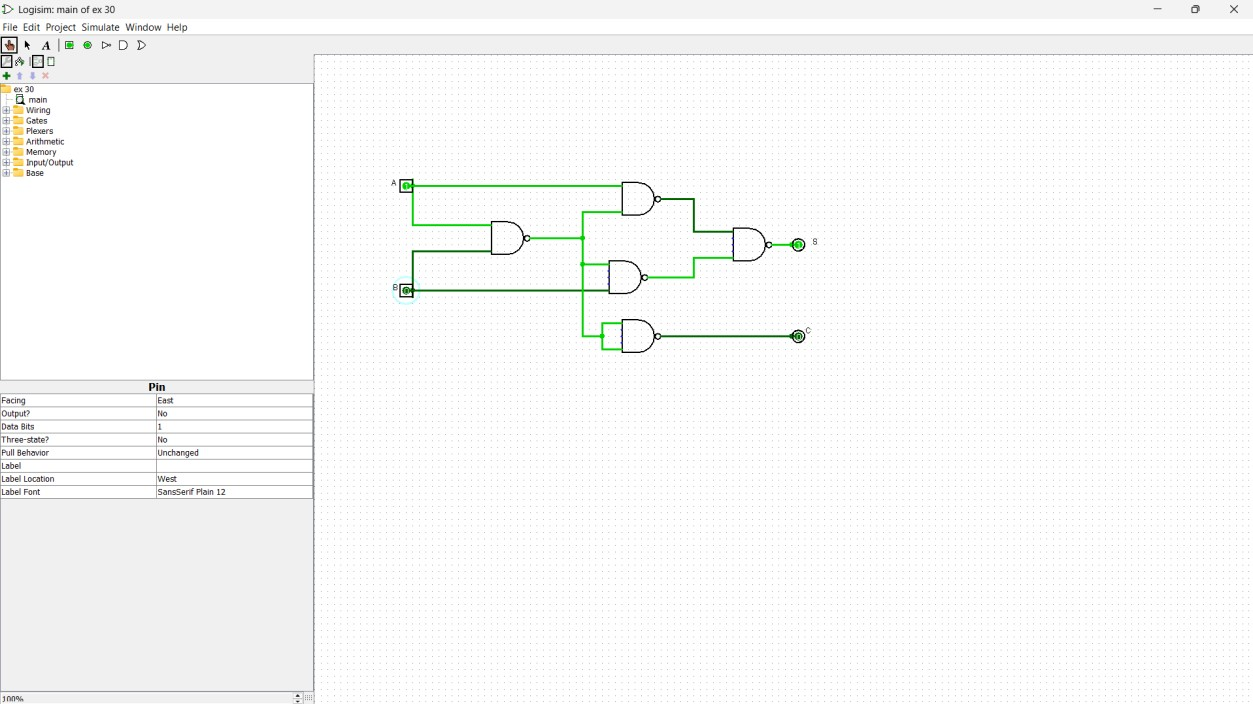 Logisim: main of ex 30
File Edit Project Simulate Window Help
A
ex 30
main
Wiring
Gates
Plexers
Arithmetic
Memory
Input/Output
Base
Pin
Facing East
Output? No
Data Bits 1
Three-state? No
Pull Behavior Unchanged
Label
Label Location West
Label Font SansSerif Plain 12
100%
A
B
S
C